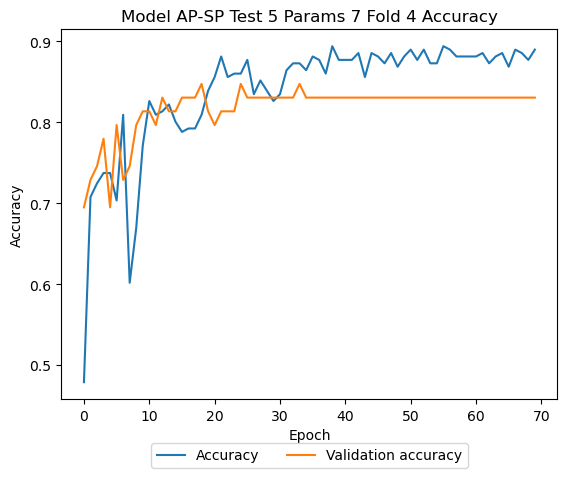 Model AP-SP Test 5 Params 7 Fold 4 Accuracy
Accuracy
0.9
0.8
0.7
0.6
0.5
0 10 20 30 40 50 60 70
Epoch
Accuracy Validation accuracy